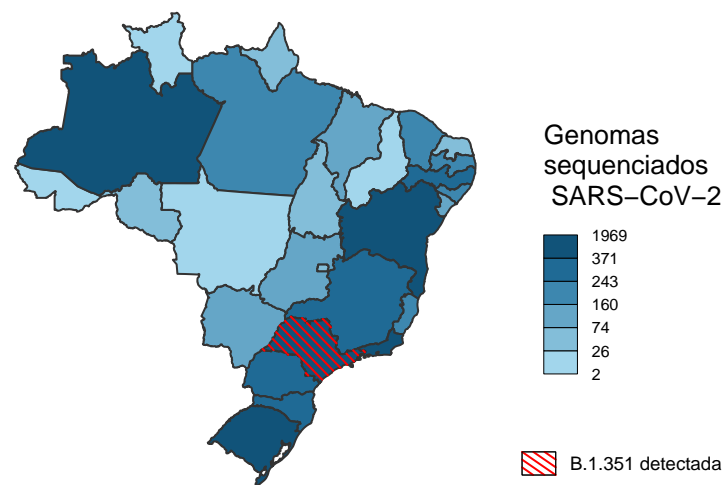 Genomas
sequenciados
SARS−CoV−2
1969
371
243
160
74
26
2
B.1.351 detectada